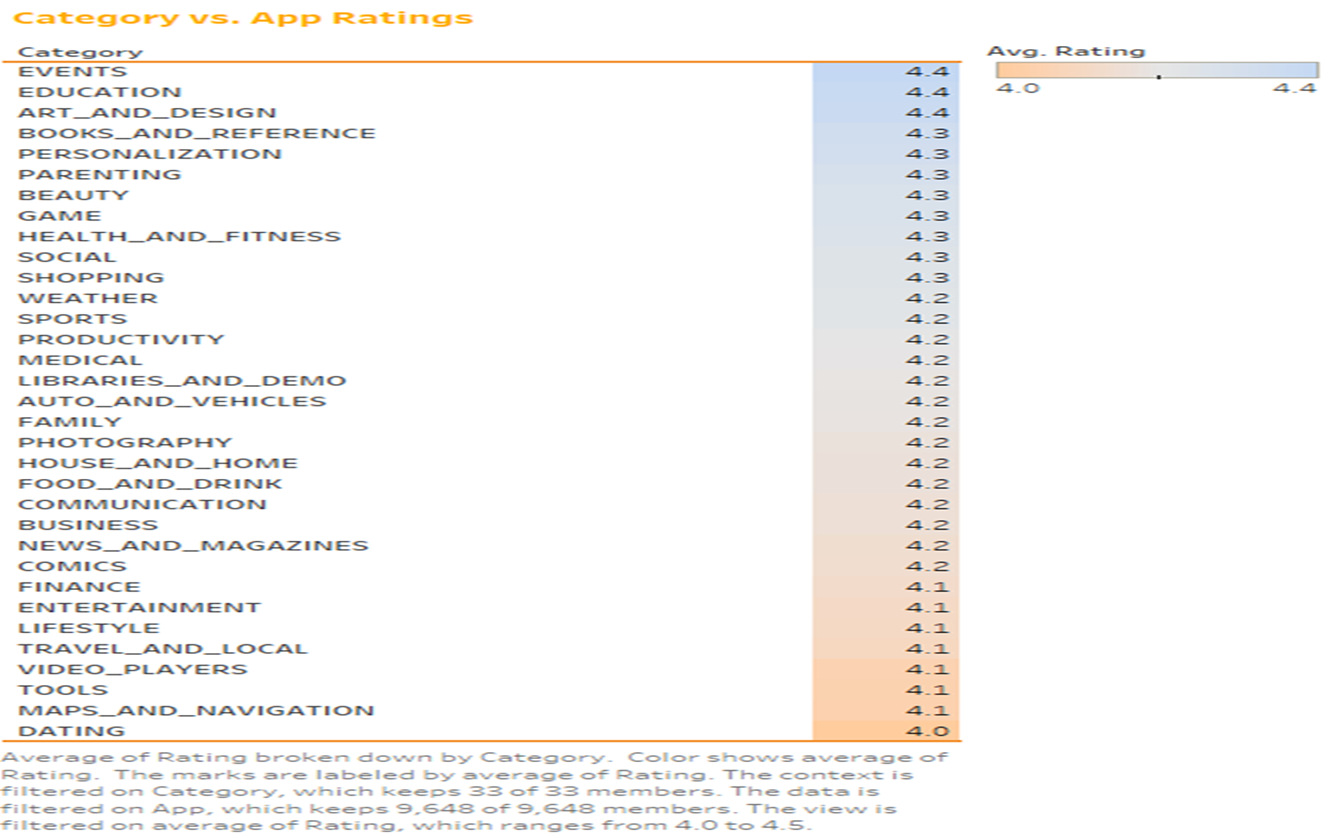 Category vs. App Ratings
Category
Avg. Rating
4.0 4.4
EVENTS 4.4
EDUCATION 4.4
ART_AND_DESIGN 4.4
BOOKS_AND_REFERENCE 4.3
PERSONALIZATION 4.3
PARENTING 4.3
BEAUTY 4.3
GAME 4.3
HEALTH_AND_FITNESS 4.3
SOCIAL 4.3
SHOPPING 4.3
WEATHER 4.2
SPORTS 4.2
PRODUCTIVITY 4.2
MEDICAL 4.2
LIBRARIES_AND_DEMO 4.2
AUTO_AND_VEHICLES 4.2
FAMILY 4.2
PHOTOGRAPHY 4.2
HOUSE_AND_HOME 4.2
FOOD_AND_DRINK 4.2
COMMUNICATION 4.2
BUSINESS 4.2
NEWS_AND_MAGAZINES 4.2
COMICS 4.2
FINANCE 4.1
ENTERTAINMENT 4.1
LIFESTYLE 4.1
TRAVEL_AND_LOCAL 4.1
VIDEO_PLAYERS 4.1
TOOLS 4.1
MAPS_AND_NAVIGATION 4.1
DATING 4.0
Average of Rating broken down by Category. Color shows average of
Rating. The marks are labeled by average of Rating. The context is
filtered on Category, which keeps 33 of 33 members. The data is
filtered on App, which keeps 9,648 of 9,648 members. The view is
filtered on average of Rating, which ranges from 4.0 to 4.5.